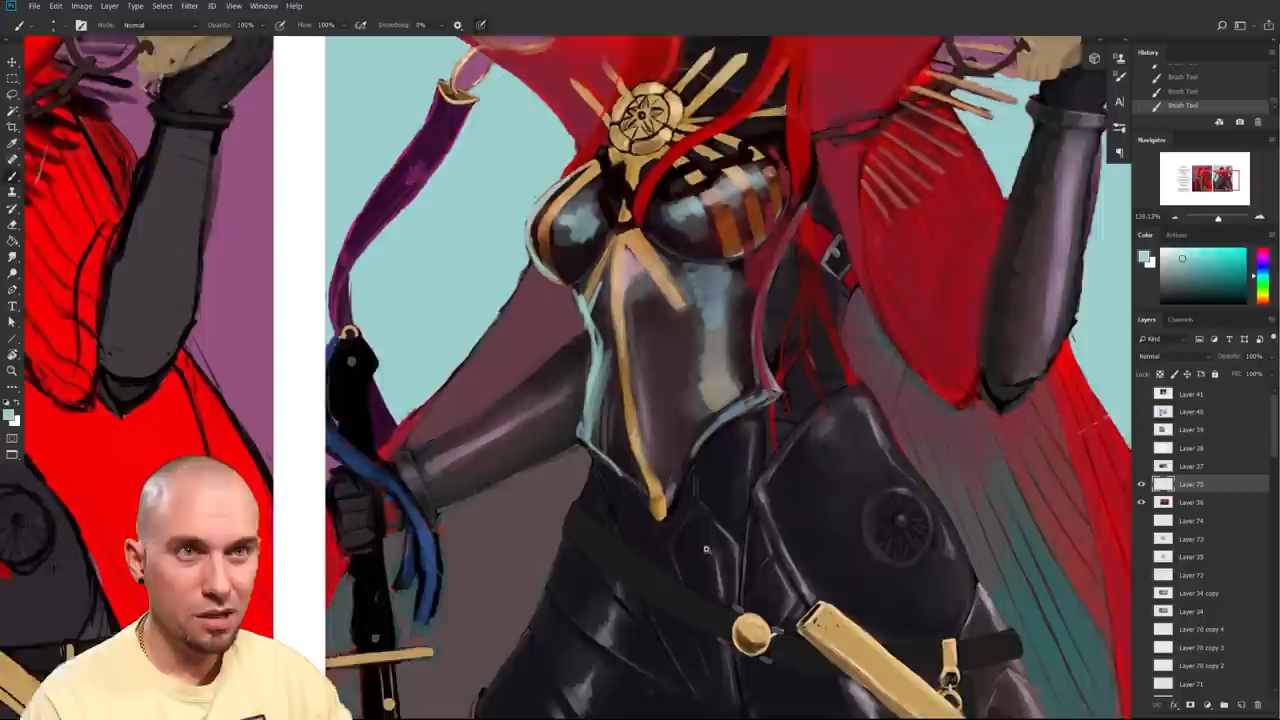 File Edit Image Layer Type Select Filter 3D View Window Help
Mode: Normal Opacity: 100% Flow: 100% Smoothing: 0%
History
Brush Tool
Brush Tool
Brush Tool
Navigator
138.13%
Color Actions
Layers Channels
Kind
Normal Opacity: 100%
Lock: Fill: 100%
Layer 41
Layer 40
Layer 39
Layer 38
Layer 37
Layer 75
Layer 36
Layer 74
Layer 73
Layer 35
Layer 72
Layer 34 copy
Layer 34
Layer 70 copy 4
Layer 70 copy 3
Layer 70 copy 2
Layer 71